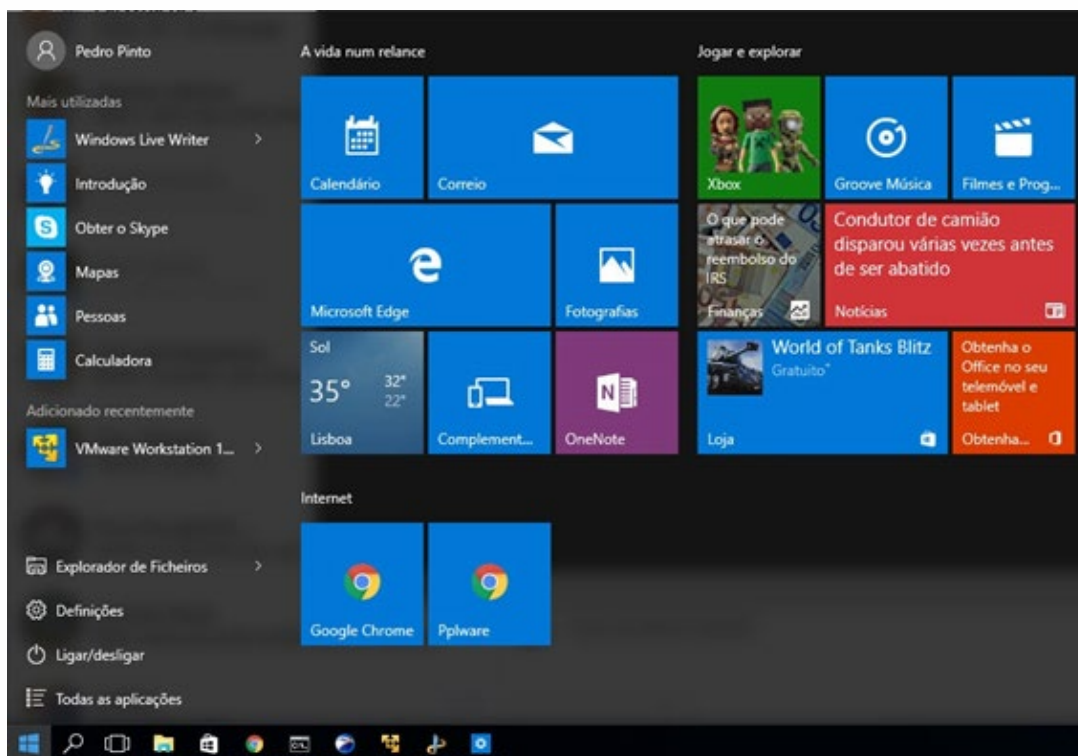 Pedro Pinto
Mais utilizadas
Windows Live Writer
Introdução
Obter o Skype
Mapas
Pessoas
Calculadora
Adicionado recentemente
VMware Workstation 1...
Explorador de Ficheiros
Definições
Ligar/desligar
Todas as aplicações
A vida num relance
Calendário
Correio
Microsoft Edge
Fotografias
Sol
35°
32°
22°
Lisboa
Complement...
OneNote
Internet
Google Chrome
Pplware
Jogar e explorar
Xbox
Groove Música
Filmes e Prog...
O que pode
atrasar o
reembolso do
IRS
Finanças
Condutor de camião
disparou várias vezes antes
de ser abatido
Notícias
World of Tanks Blitz
Gratuito*
Loja
Obtenha o
Office no seu
telemóvel e
tablet
Obtenha...